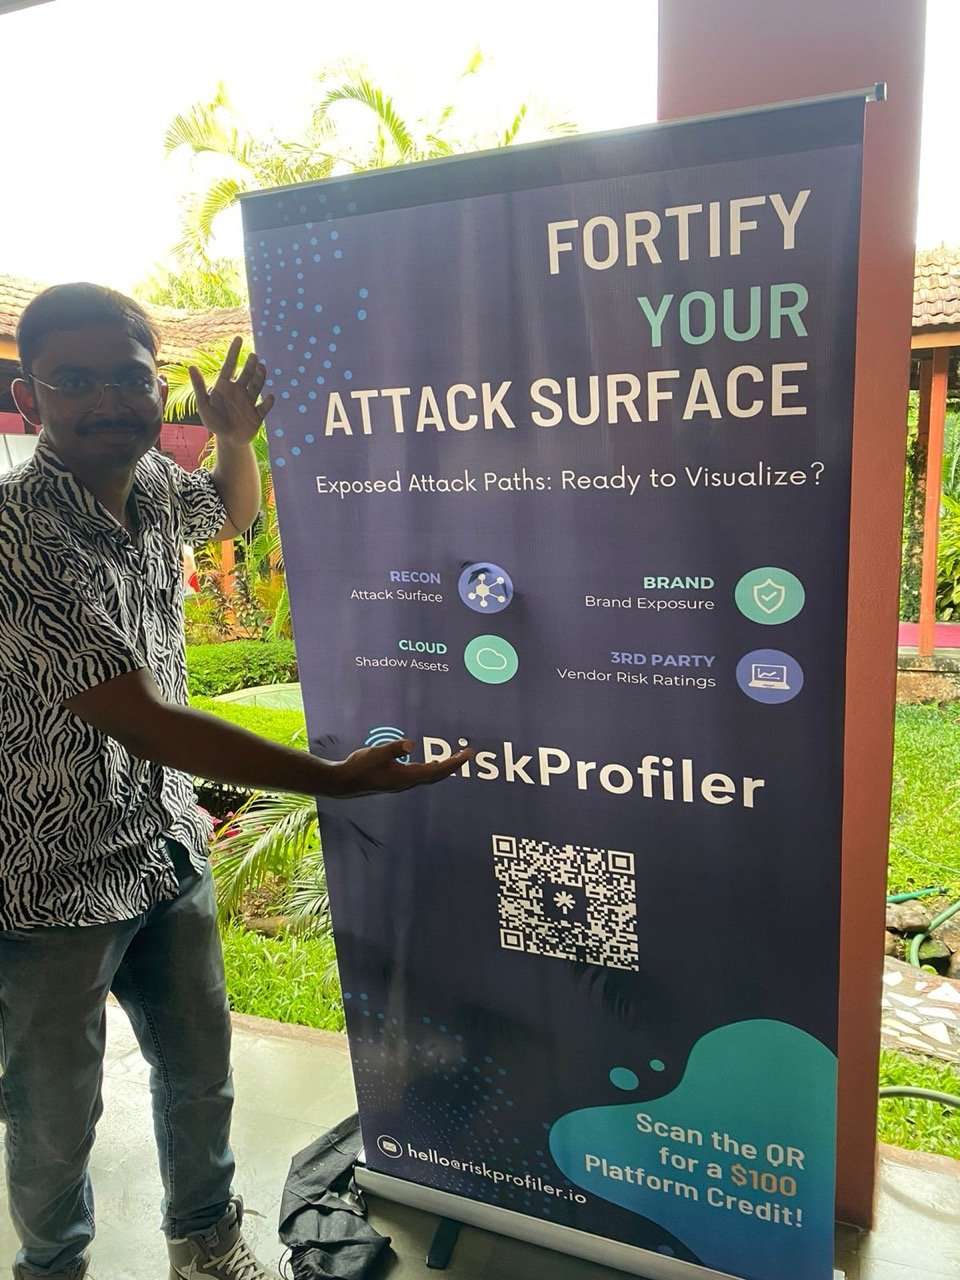 FORTIFY
YOUR
ATTACK SURFACE
Exposed Attack Paths: Ready to Visualize?
RECON
Attack Surface
BRAND
Brand Exposure
CLOUD
Shadow Assets
3RD PARTY
Vendor Risk Ratings
RiskProfiler
hello@riskprofiler.io
Scan the QR
for a $100
Platform Credit!